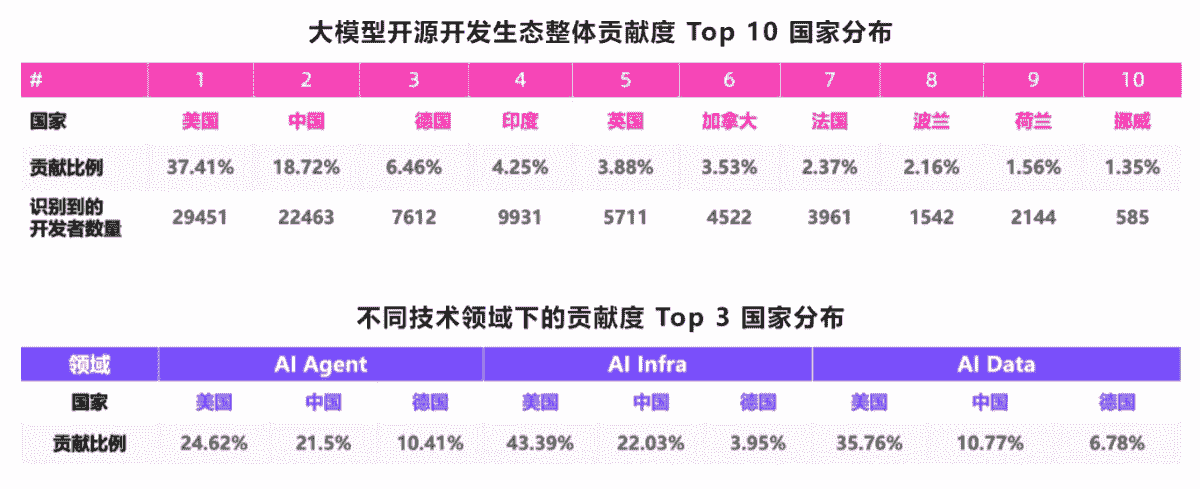 大模型开源开发生态整体贡献度 Top 10 国家分布
# 1 2 3 4 5 6 7 8 9 10
国家 美国 中国 德国 印度 英国 加拿大 法国 波兰 荷兰 挪威
贡献比例 37.41% 18.72% 6.46% 4.25% 3.88% 3.53% 2.37% 2.16% 1.56% 1.35%
识别到的
开发者数量 29451 22463 7612 9931 5711 4522 3961 1542 2144 585
不同技术领域下的贡献度 Top 3 国家分布
领域 AI Agent AI Infra AI Data
国家 美国 中国 德国 美国 中国 德国 美国 中国 德国
贡献比例 24.62% 21.5% 10.41% 43.39% 22.03% 3.95% 35.76% 10.77% 6.78%